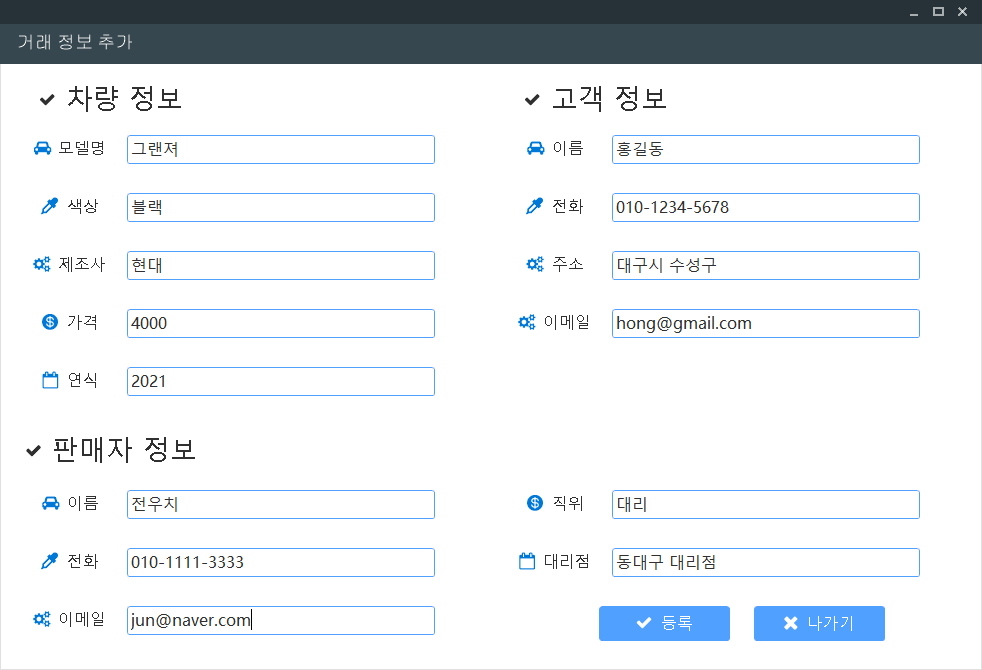 거래 정보 추가
차량 정보
모델명 그랜져
색상 블랙
제조사 현대
가격 4000
연식 2021
고객 정보
이름 홍길동
전화 010-1234-5678
주소 대구시 수성구
이메일 hong@gmail.com
판매자 정보
이름 전우치
전화 010-1111-3333
이메일 jun@naver.com
직위 대리
대리점 동대구 대리점
등록 나가기